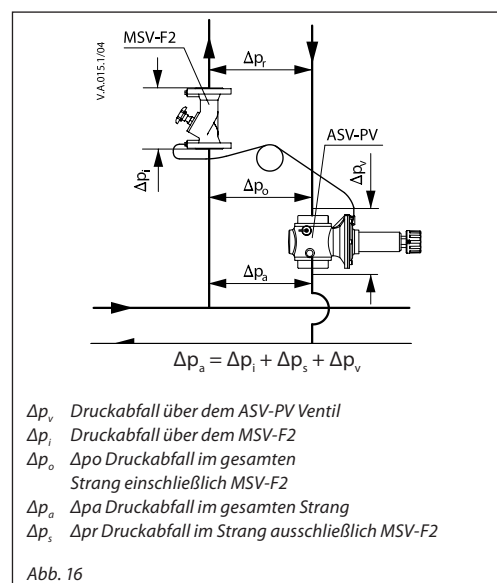 MSV-F2
V.A.015.1/04
Δpᵣ
ASV-PV
Δpᵢ
Δpᵥ
Δpₒ
Δpₐ
Δpₐ = Δpᵢ + Δpₛ + Δpᵥ
Δpᵥ Druckabfall über dem ASV-PV Ventil
Δpᵢ Druckabfall über dem MSV-F2
Δpₒ Δpo Druckabfall im gesamten
Strang einschließlich MSV-F2
Δpₐ Δpa Druckabfall im gesamten Strang
Δpₛ Δpr Druckabfall im Strang ausschließlich MSV-F2
Abb. 16